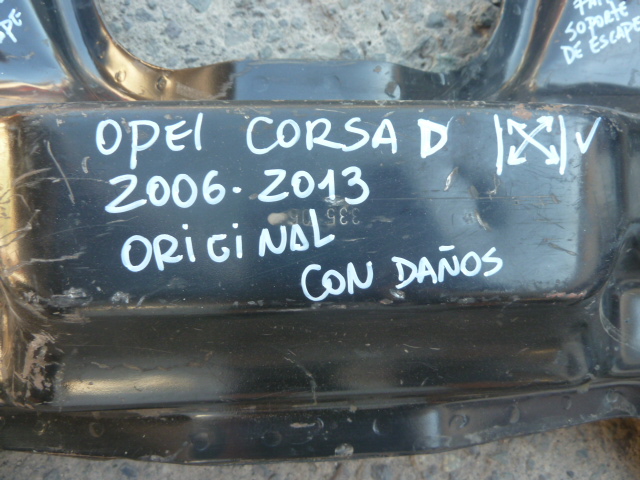 SOPORTE
DE ESCAPE
OPEl CORSA D V
2006-2013
ORIGINAL
CON DAÑOS